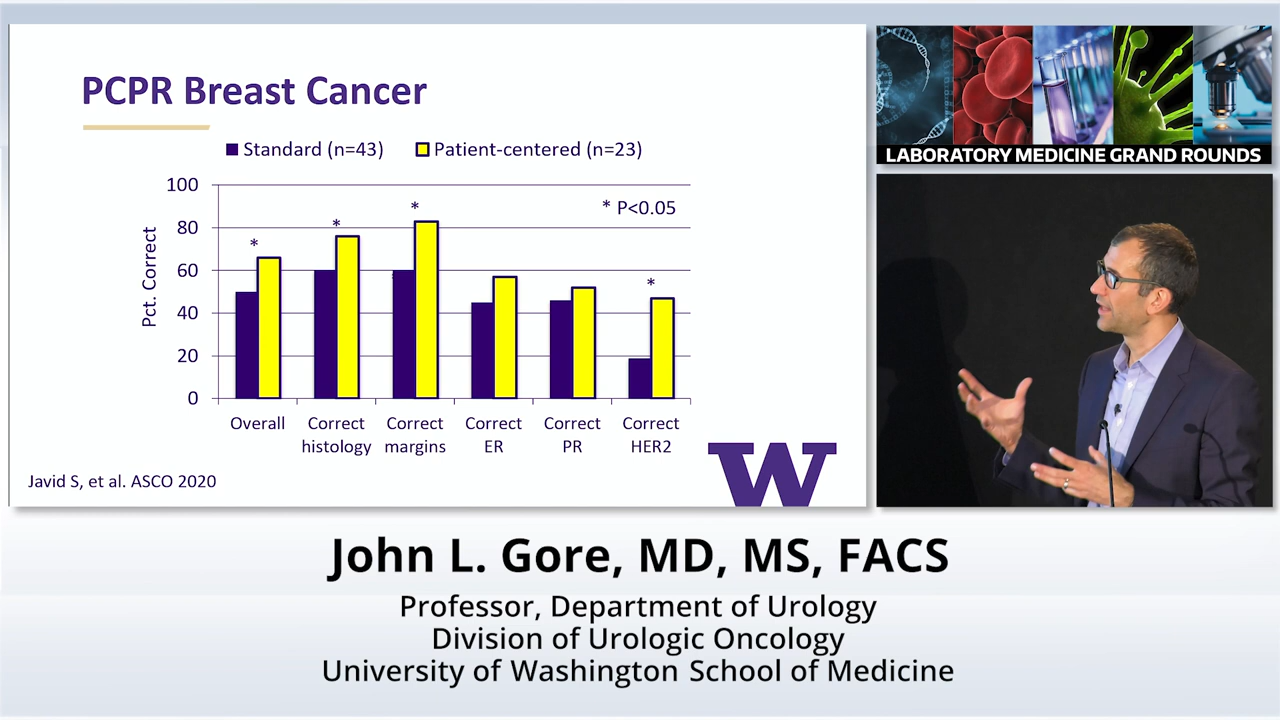 PCPR Breast Cancer
Standard (n=43) Patient-centered (n=23)
* P<0.05
Pct. Correct
100
80
60
40
20
0
* * * *
Overall Correct histology Correct margins Correct ER Correct PR Correct HER2
Javid S, et al. ASCO 2020
W
LABORATORY MEDICINE GRAND ROUNDS
John L. Gore, MD, MS, FACS
Professor, Department of Urology
Division of Urologic Oncology
University of Washington School of Medicine